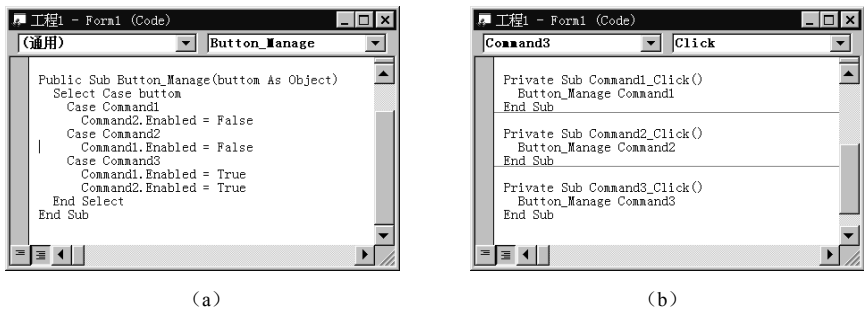 工程1 - Form1 (Code)
(通用) Button_Manage
Public Sub Button_Manage(buttom As Object)
Select Case buttom
Case Command1
Command2.Enabled = False
Case Command2
Command1.Enabled = False
Case Command3
Command1.Enabled = True
Command2.Enabled = True
End Select
End Sub
(a)
工程1 - Form1 (Code)
Command3 Click
Private Sub Command1_Click()
Button_Manage Command1
End Sub
Private Sub Command2_Click()
Button_Manage Command2
End Sub
Private Sub Command3_Click()
Button_Manage Command3
End Sub
(b)